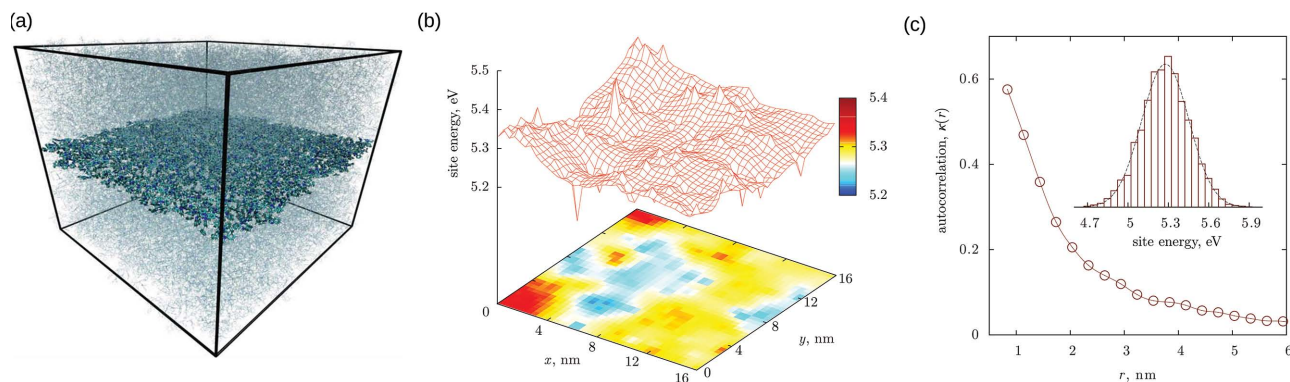 (a)
(b)
5.5
5.4
5.3
5.2
site energy, eV
5.4
5.3
5.2
0
4
8
12
16
x, nm
0
4
8
12
16
y, nm
(c)
0.6
0.4
0.2
0
autocorrelation, κ(r)
4.7 5 5.3 5.6 5.9
site energy, eV
1 2 3 4 5 6
r, nm